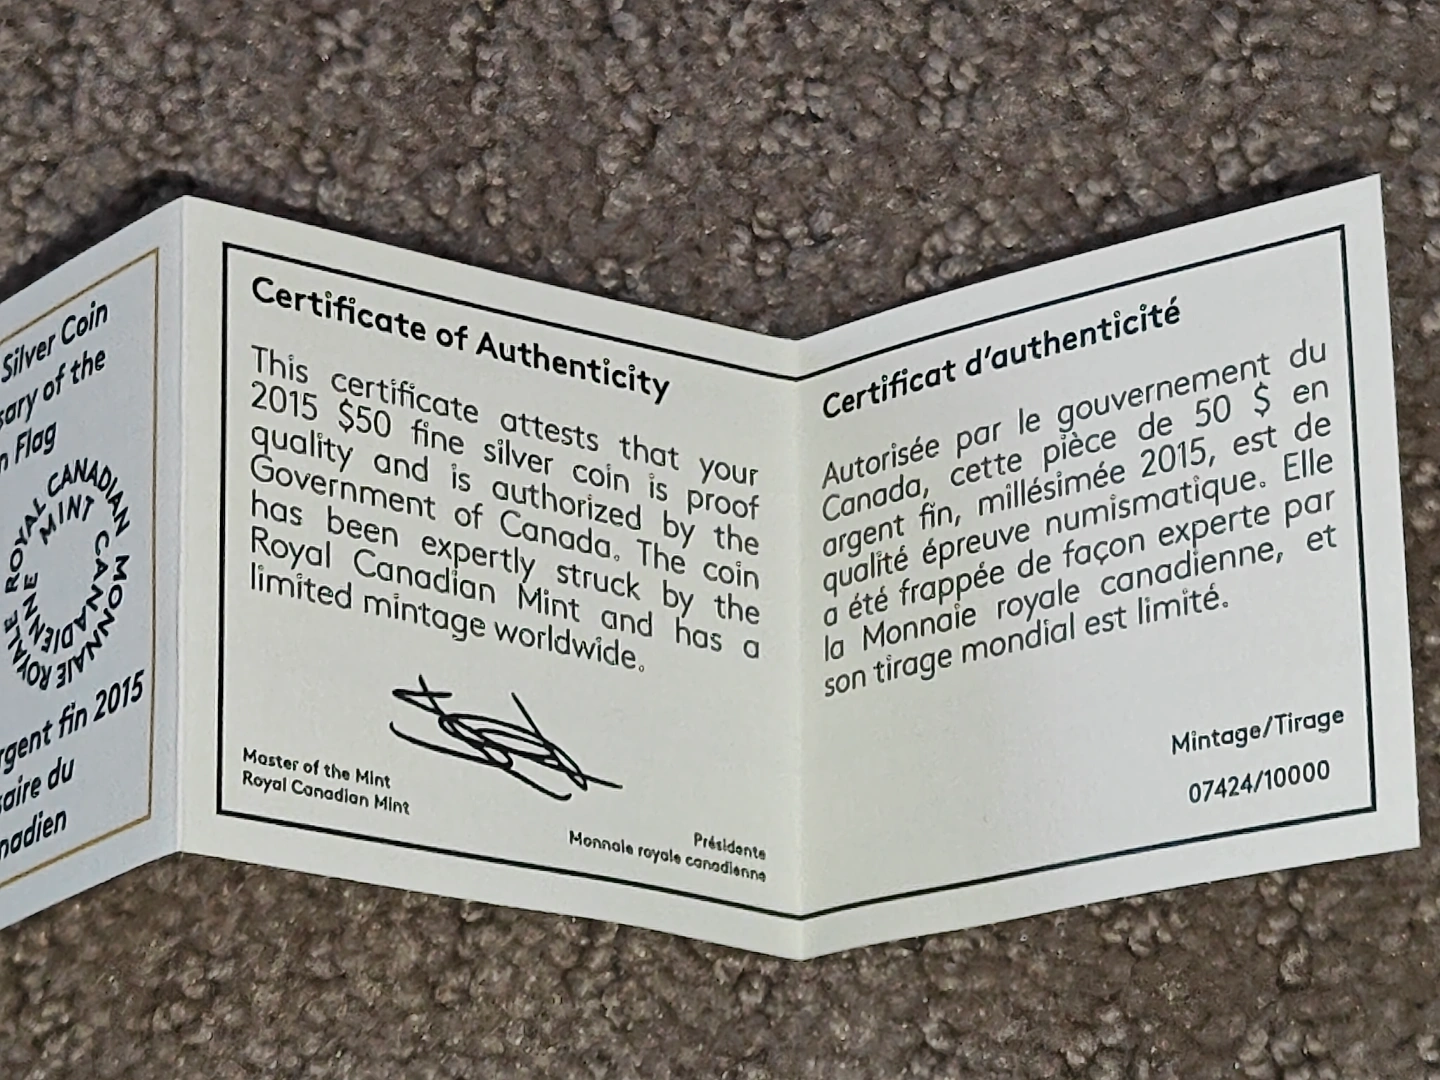 Silver Coin
of the
Flag
ROYAL CANADIAN MINT
MONNAIE ROYALE CANADIENNE
fin 2015
du
Certificate of Authenticity
This certificate attests that your
2015 $50 fine silver coin is proof
quality and is authorized by the
Government of Canada. The coin
has been expertly struck by the
Royal Canadian Mint and has a
limited mintage worldwide.
Master of the Mint
Royal Canadian Mint
Présidente
Monnaie royale canadienne
Certificat d'authenticité
Autorisée par le gouvernement du
Canada, cette pièce de 50 $ en
argent fin, millésimée 2015, est de
qualité épreuve numismatique. Elle
a été frappée de façon experte par
la Monnaie royale canadienne, et
son tirage mondial est limité.
Mintage/Tirage
07424/10000